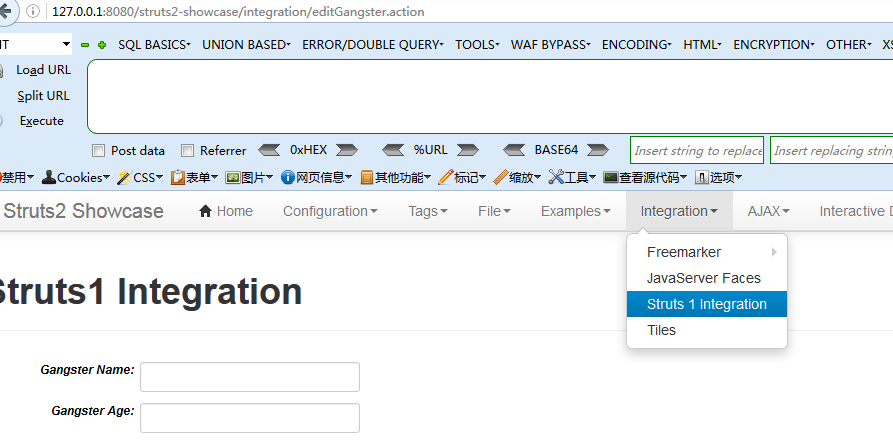 127.0.0.1:8080/struts2-showcase/integration/editGangster.action
SQL BASICS UNION BASED ERROR/DOUBLE QUERY TOOLS WAF BYPASS ENCODING HTML ENCRYPTION OTHER
Load URL
Split URL
Execute
Post data Referrer 0xHEX %URL BASE64 Insert string to replace Insert replacing string
禁用 Cookies CSS 表单 图片 网页信息 其他功能 标记 缩放 工具 查看源代码 选项
Struts2 Showcase Home Configuration Tags File Examples Integration AJAX Interactive
Freemarker
JavaServer Faces
Struts 1 Integration
Tiles
Struts1 Integration
Gangster Name:
Gangster Age: